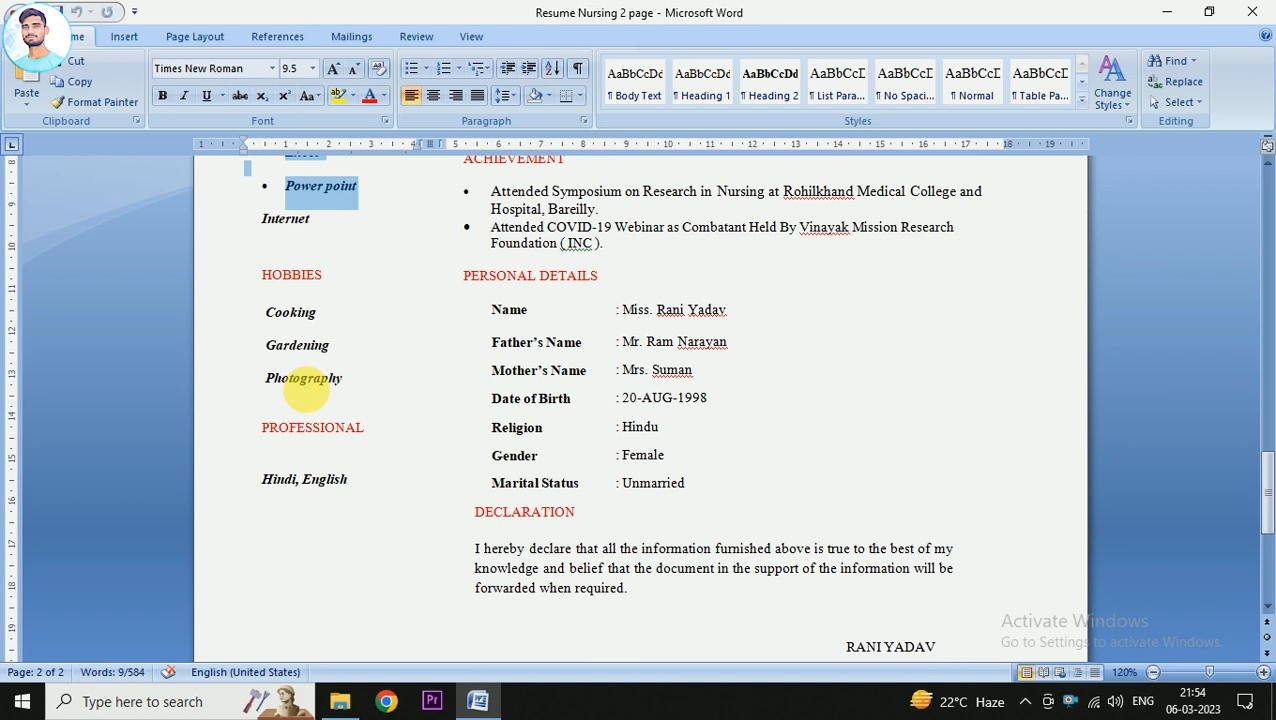 Resume Nursing 2 page - Microsoft Word
Insert
Page Layout
References
Mailings
Review
View
Cut
Copy
Format Painter
Paste
Times New Roman
9.5
AaBbCcDd
AaBbCcDd
AaBbCcDd
AaBbCcI
AaBbCcI
AaBbCcI
AaBbCcI
¶ Body Text
¶ Heading 1
¶ Heading 2
¶ List Para...
¶ No Spaci...
¶ Normal
¶ Table Pa...
Change
Styles
Find
Replace
Select
Clipboard
Font
Paragraph
Styles
Editing
ACHIEVEMENT
• Power point
Internet
• Attended Symposium on Research in Nursing at Rohilkhand Medical College and
Hospital, Bareilly.
• Attended COVID-19 Webinar as Combatant Held By Vinayak Mission Research
Foundation ( INC ).
HOBBIES
Cooking
Gardening
Photography
PROFESSIONAL
Hindi, English
PERSONAL DETAILS
Name : Miss. Rani Yadav
Father’s Name : Mr. Ram Narayan
Mother’s Name : Mrs. Suman
Date of Birth : 20-AUG-1998
Religion : Hindu
Gender : Female
Marital Status : Unmarried
DECLARATION
I hereby declare that all the information furnished above is true to the best of my
knowledge and belief that the document in the support of the information will be
forwarded when required.
RANI YADAV
Activate Windows
Go to Settings to activate Windows.
Page: 2 of 2
Words: 9/584
English (United States)
120%
Type here to search
22°C Haze
ENG
21:54
06-03-2023